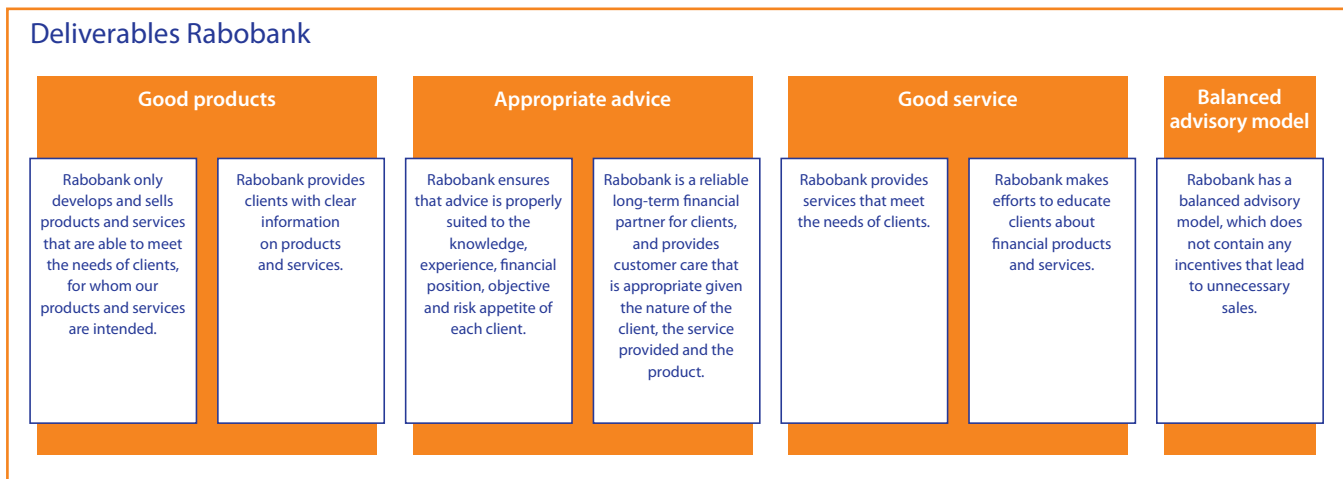 Deliverables Rabobank
Good products
Rabobank only
develops and sells
products and services
that are able to meet
the needs of clients,
for whom our
products and services
are intended.
Rabobank provides
clients with clear
information
on products
and services.
Appropriate advice
Rabobank ensures
that advice is properly
suited to the
knowledge,
experience, financial
position, objective
and risk appetite of
each client.
Rabobank is a reliable
long-term financial
partner for clients,
and provides
customer care that
is appropriate given
the nature of the
client, the service
provided and the
product.
Good service
Rabobank provides
services that meet
the needs of clients.
Rabobank makes
efforts to educate
clients about
financial products
and services.
Balanced
advisory model
Rabobank has a
balanced advisory
model, which does
not contain any
incentives that lead
to unnecessary
sales.